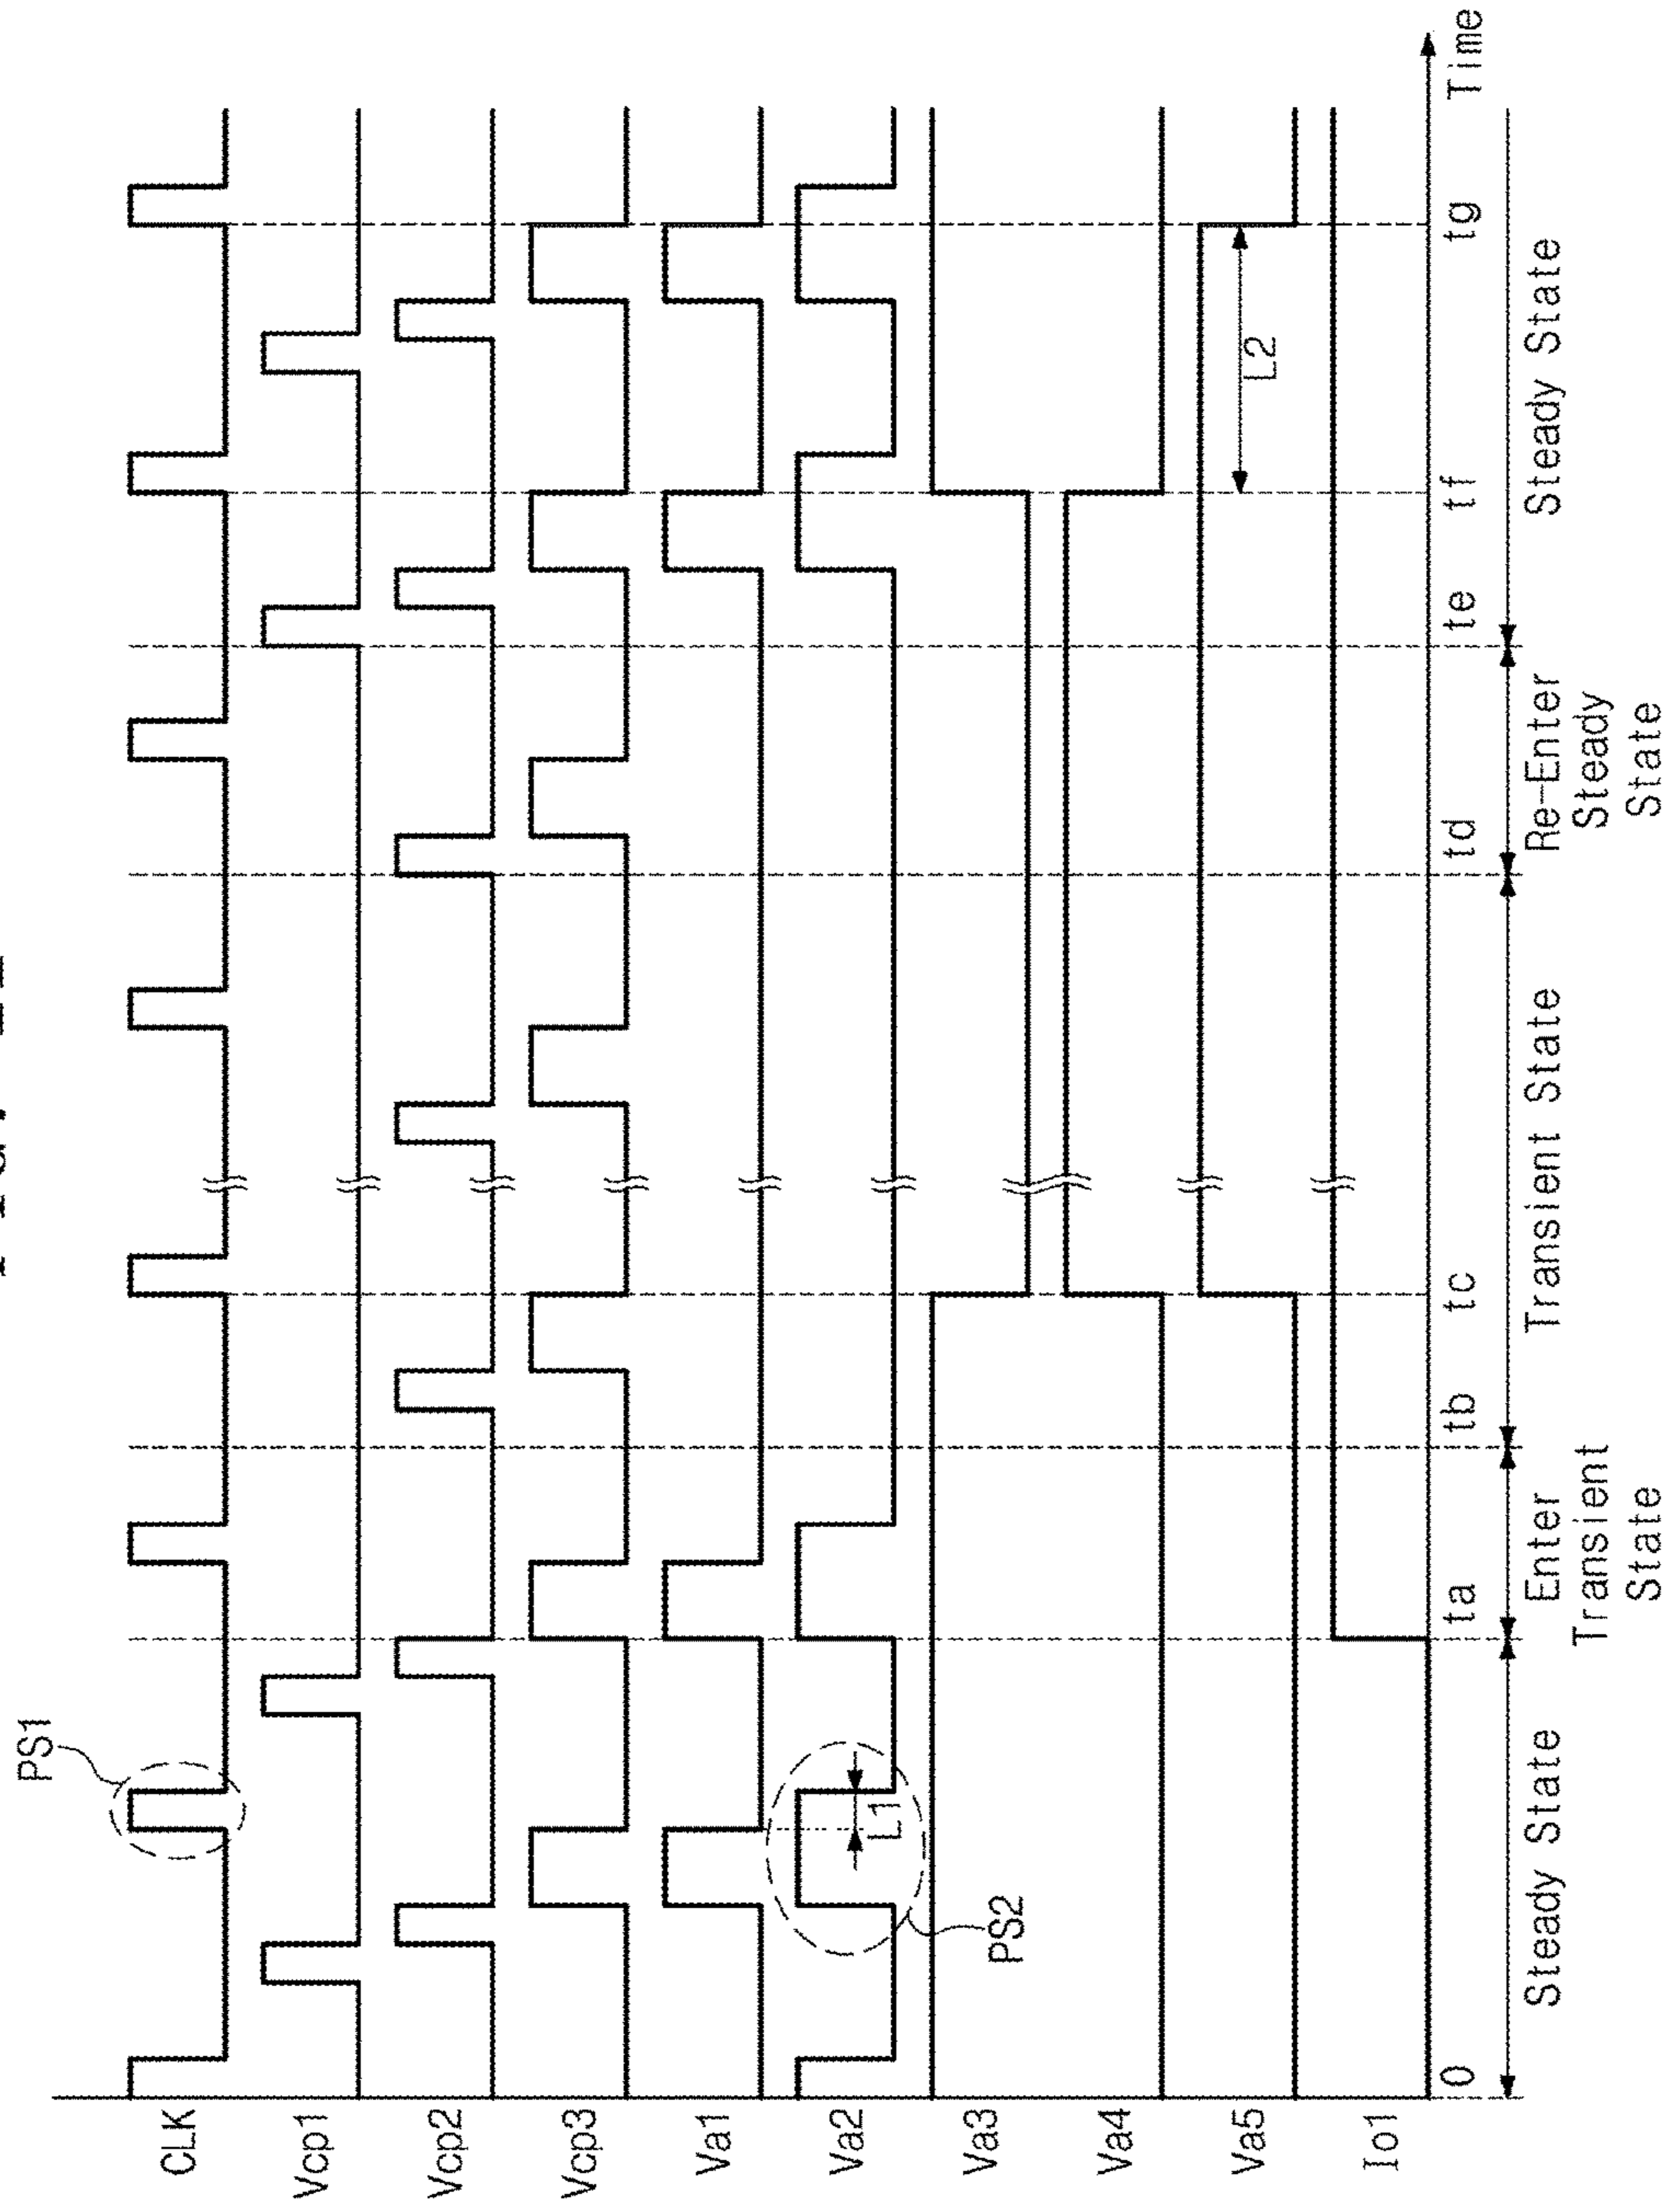 PS1
CLK
Vcp1
Vcp2
Vcp3
Va1
Va2
L1
PS2
Va3
Va4
Va5
L2
Io1
0
ta
tb
tc
td
te
tf
tg
Time
Steady State
Enter
Transient
State
Transient State
Re-Enter
Steady
State
Steady State